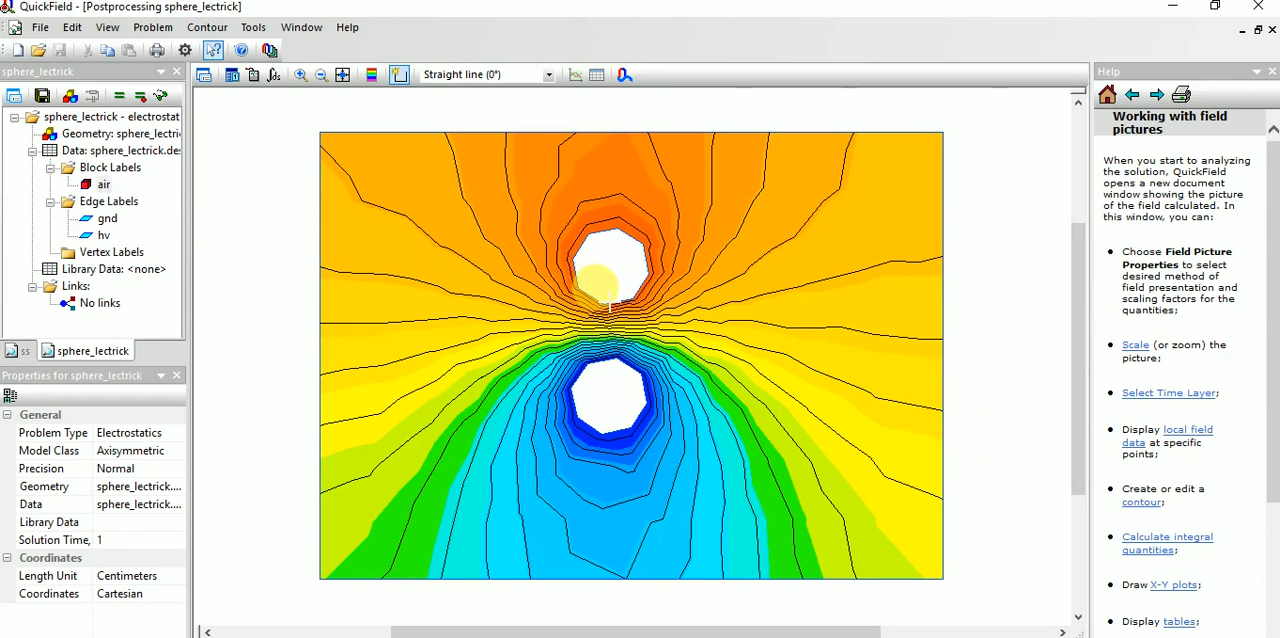 QuickField - [Postprocessing sphere_lectrick]
File Edit View Problem Contour Tools Window Help
sphere_lectrick
Straight line (0°)
sphere_lectrick - electrostat
Geometry: sphere_lectri
Data: sphere_lectrick.de
Block Labels
air
Edge Labels
gnd
hv
Vertex Labels
Library Data: <none>
Links:
No links
ss sphere_lectrick
Properties for sphere_lectrick
General
Problem Type Electrostatics
Model Class Axisymmetric
Precision Normal
Geometry sphere_lectrick....
Data sphere_lectrick....
Library Data
Solution Time, 1
Coordinates
Length Unit Centimeters
Coordinates Cartesian
Help
Working with field
pictures
When you start to analyzing
the solution, QuickField
opens a new document
window showing the picture
of the field calculated. In
this window, you can:
• Choose Field Picture
Properties to select
desired method of
field presentation and
scaling factors for the
quantities;
• Scale (or zoom) the
picture;
• Select Time Layer;
• Display local field
data at specific
points;
• Create or edit a
contour;
• Calculate integral
quantities;
• Draw X-Y plots;
• Display tables;